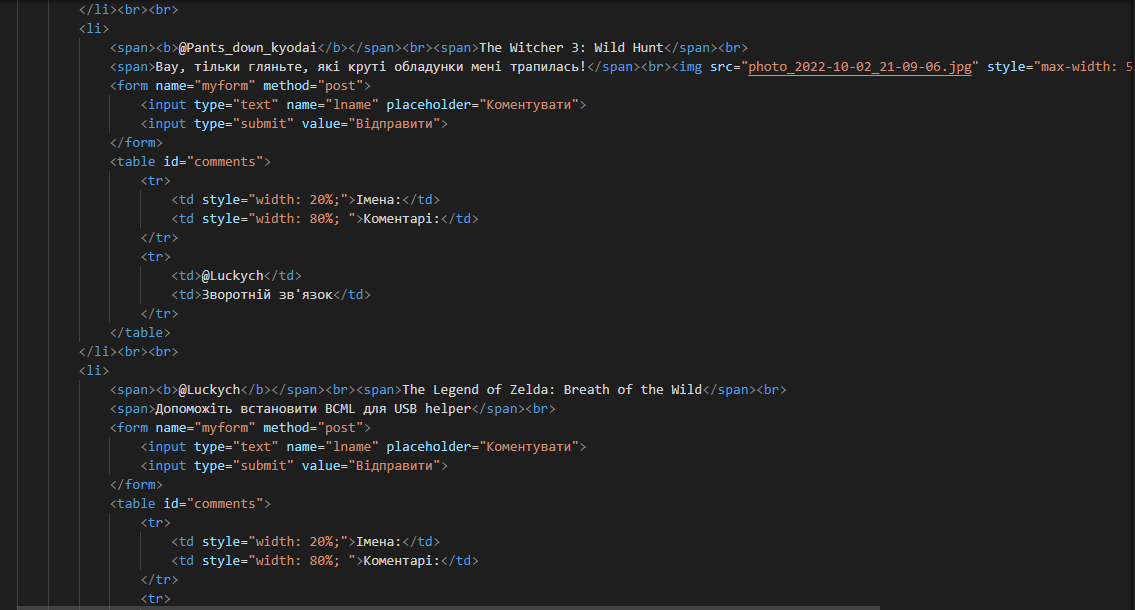 </li><br><br>
<li>
<span><b>@Pants_down_kyodai</b></span><br><span>The Witcher 3: Wild Hunt</span><br>
<span>Вау, тільки гляньте, які круті обладунки мені трапилась!</span><br><img src="photo_2022-10-02_21-09-06.jpg" style="max-width: 5
<form name="myform" method="post">
<input type="text" name="lname" placeholder="Коментувати">
<input type="submit" value="Відправити">
</form>
<table id="comments">
<tr>
<td style="width: 20%;">Імена:</td>
<td style="width: 80%; ">Коментарі:</td>
</tr>
<tr>
<td>@Luckych</td>
<td>Зворотній зв'язок</td>
</tr>
</table>
</li><br><br>
<li>
<span><b>@Luckych</b></span><br><span>The Legend of Zelda: Breath of the Wild</span><br>
<span>Допоможіть встановити BCML для USB helper</span><br>
<form name="myform" method="post">
<input type="text" name="lname" placeholder="Коментувати">
<input type="submit" value="Відправити">
</form>
<table id="comments">
<tr>
<td style="width: 20%;">Імена:</td>
<td style="width: 80%; ">Коментарі:</td>
</tr>
<tr>